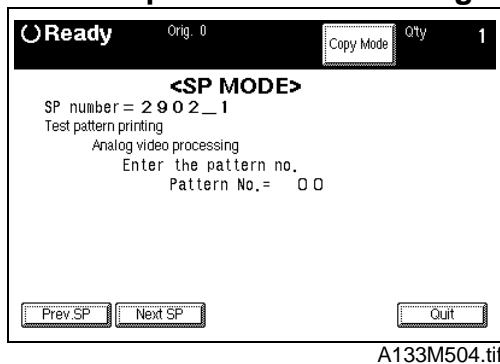 Ready Orig. 0 Copy Mode Q'ty 1
<SP MODE>
SP number = 2902_1
Test pattern printing
Analog video processing
Enter the pattern no.
Pattern No.= 00
Prev.SP Next SP Quit
A133M504.tif